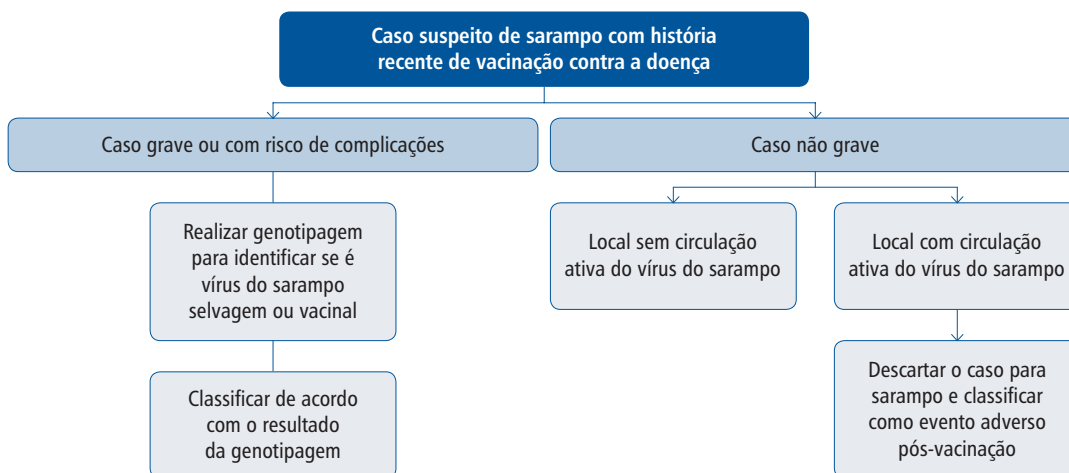 Caso suspeito de sarampo com história
recente de vacinação contra a doença
Caso grave ou com risco de complicações
Caso não grave
Realizar genotipagem
para identificar se é
vírus do sarampo
selvagem ou vacinal
Local sem circulação
ativa do vírus do sarampo
Local com circulação
ativa do vírus do sarampo
Classificar de acordo
com o resultado
da genotipagem
Descartar o caso para
sarampo e classificar
como evento adverso
pós-vacinação